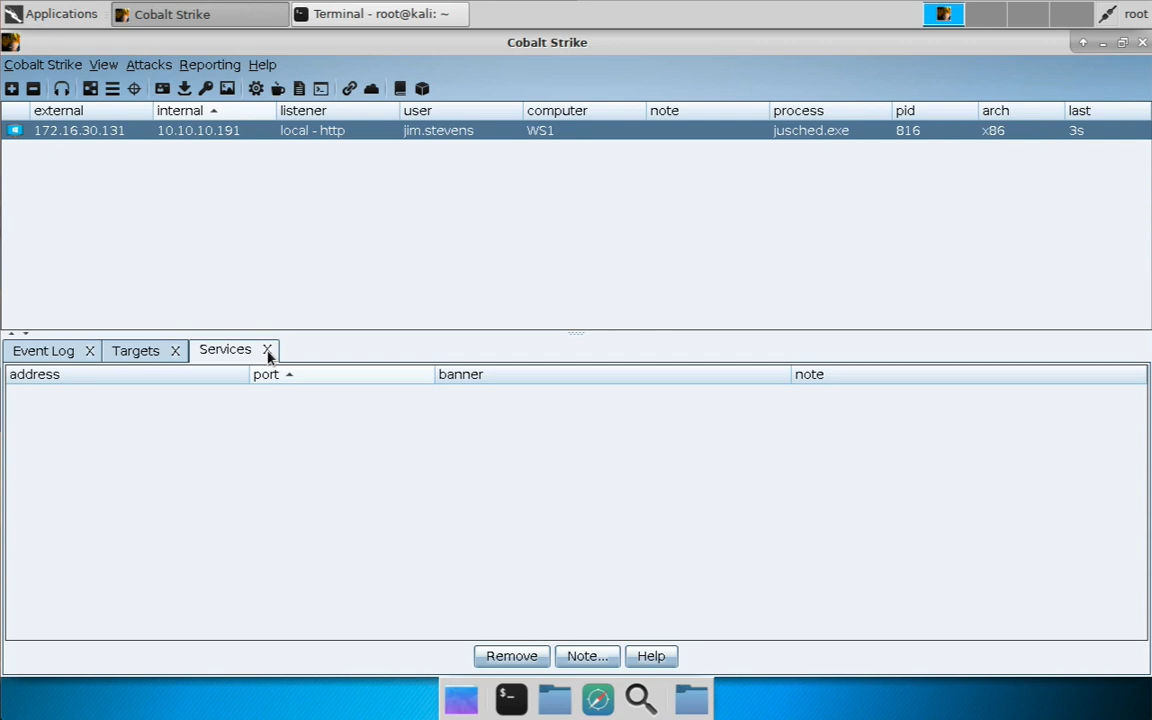 Applications Cobalt Strike Terminal - root@kali: ~ root
Cobalt Strike
Cobalt Strike View Attacks Reporting Help
external internal listener user computer note process pid arch last
172.16.30.131 10.10.10.191 local - http jim.stevens WS1 jusched.exe 816 x86 3s
Event Log X Targets X Services X
address port banner note
Remove Note... Help